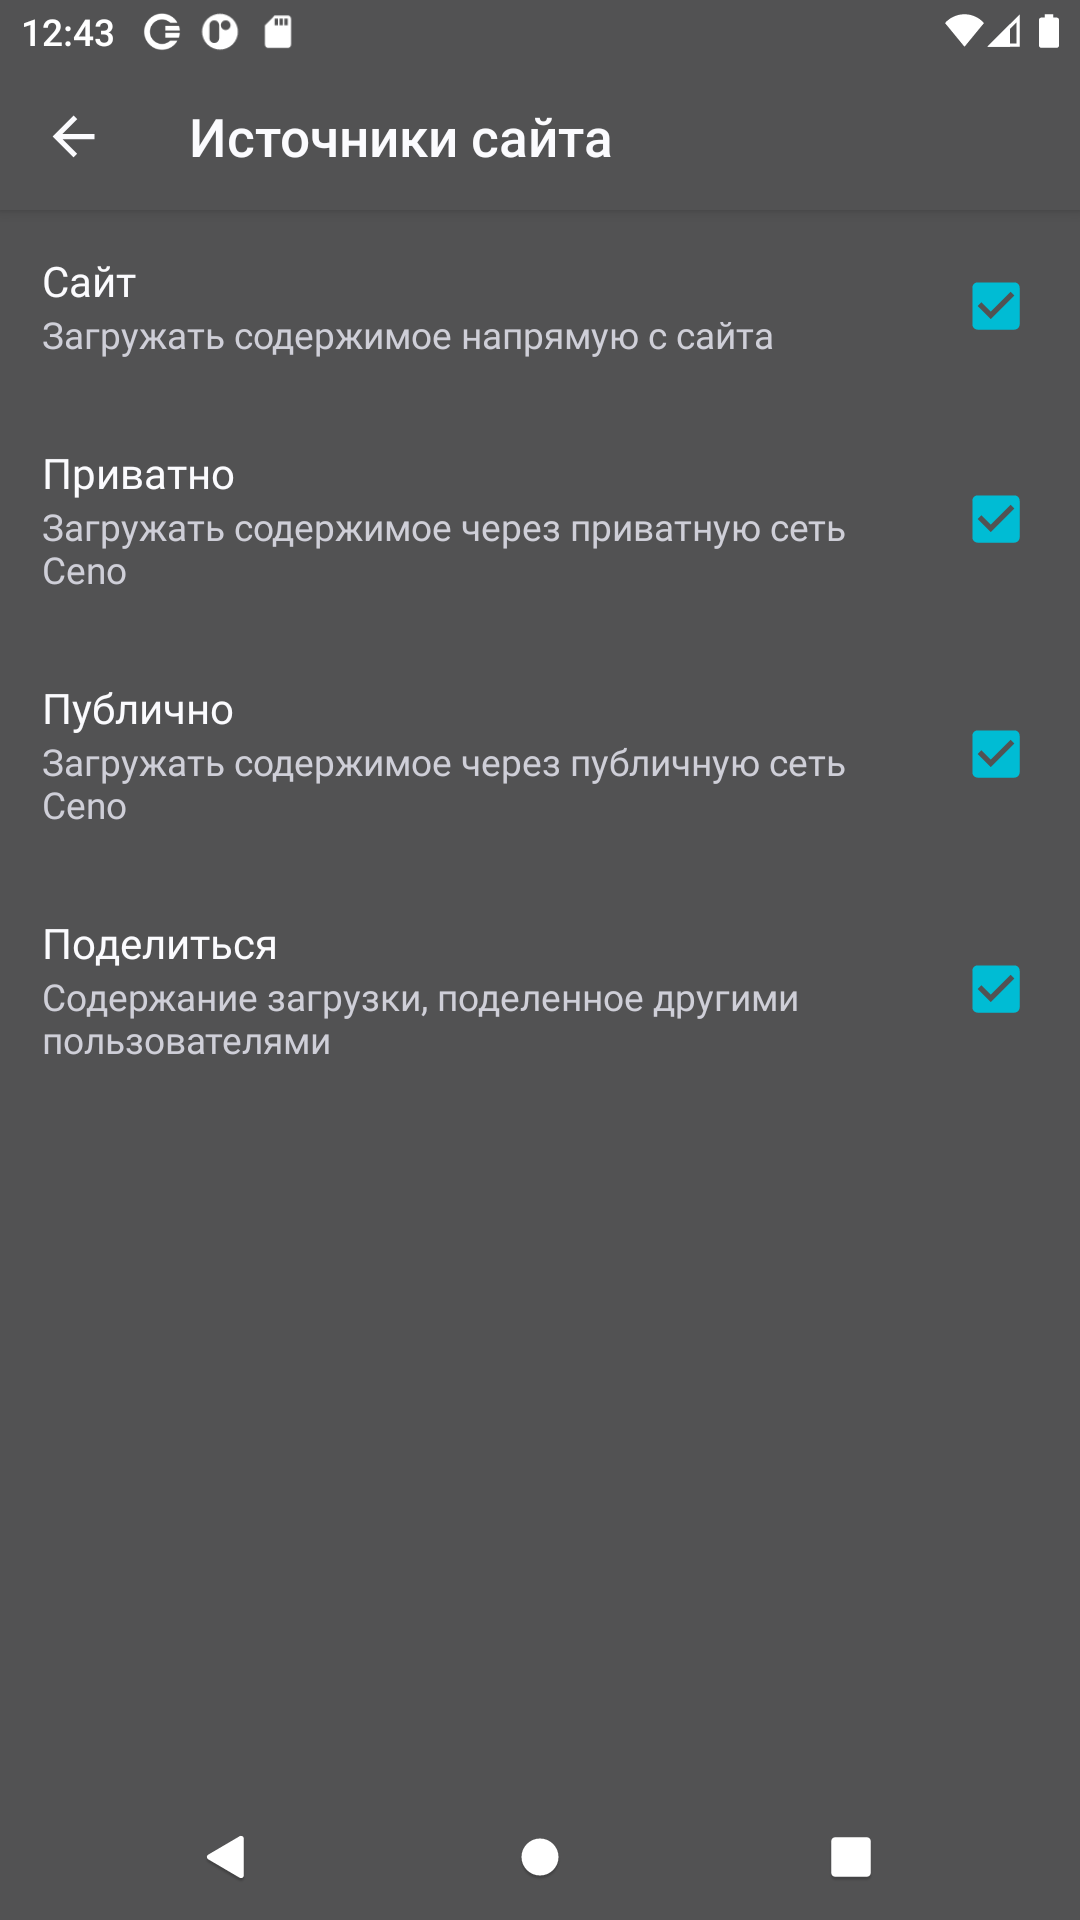 12:43
Источники сайта
Сайт
Загружать содержимое напрямую с сайта
Приватно
Загружать содержимое через приватную сеть
Ceno
Публично
Загружать содержимое через публичную сеть
Ceno
Поделиться
Содержание загрузки, поделенное другими
пользователями